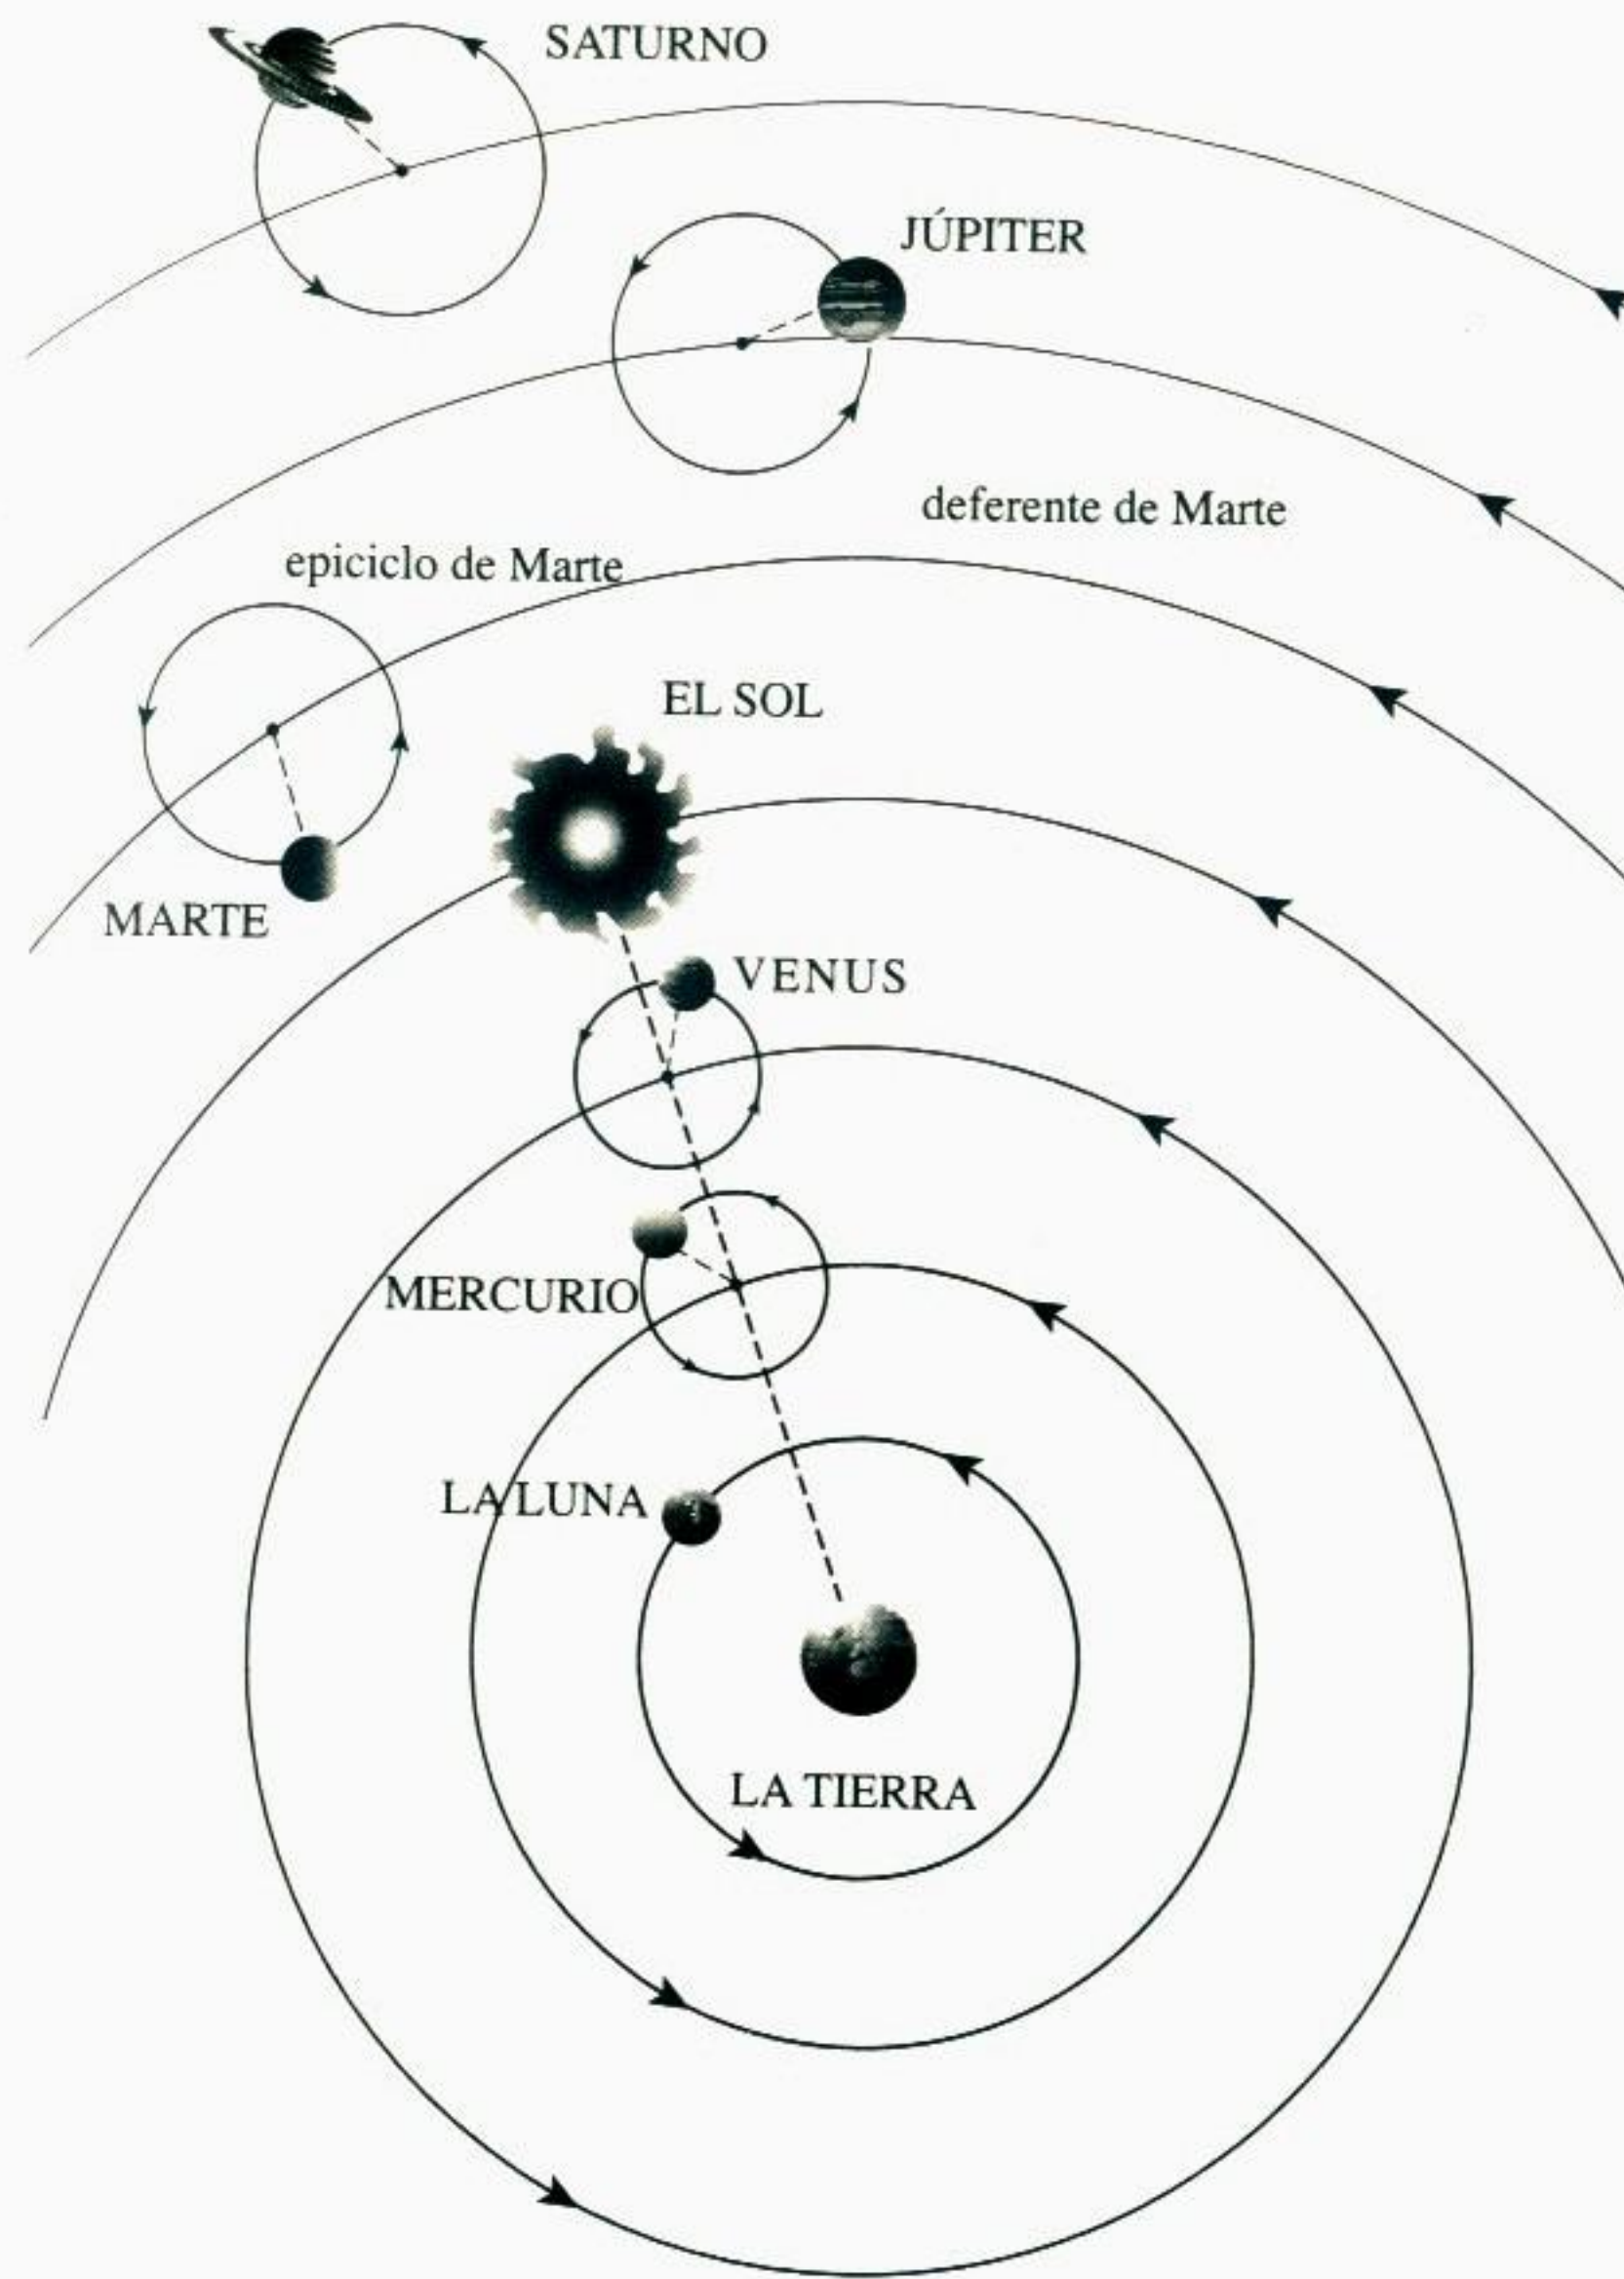 SATURNO
JÚPITER
deferente de Marte
epiciclo de Marte
EL SOL
MARTE
VENUS
MERCURIO
LA LUNA
LA TIERRA